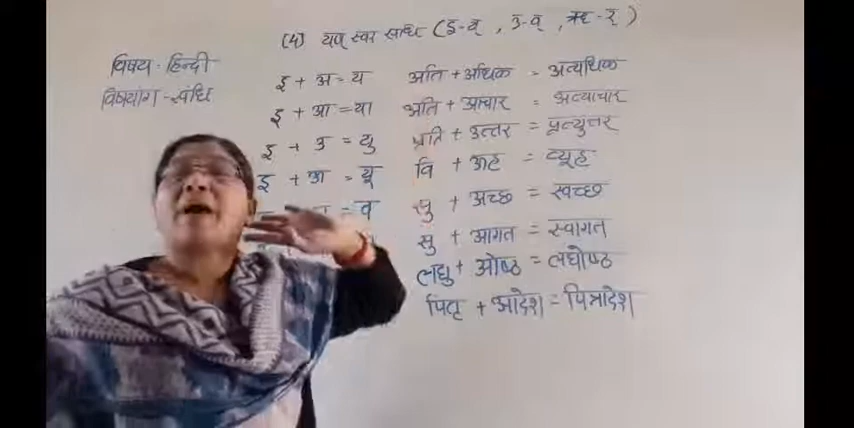 (4) यण् स्वर संधि (इ-य् , उ-व् , ऋ-र् )
विषय - हिन्दी
विषयांग - संधि
इ + अ = य अति + अधिक = अत्यधिक
इ + आ = या अति + आचार = अत्याचार
इ + उ = यु प्रति + उत्तर = प्रत्युत्तर
इ + ऊ = यू वि + ऊह = व्यूह
= व सु + अच्छ = स्वच्छ
सु + आगत = स्वागत
लघु + ओष्ठ = लघोष्ठ
पितृ + आदेश = पित्रादेश